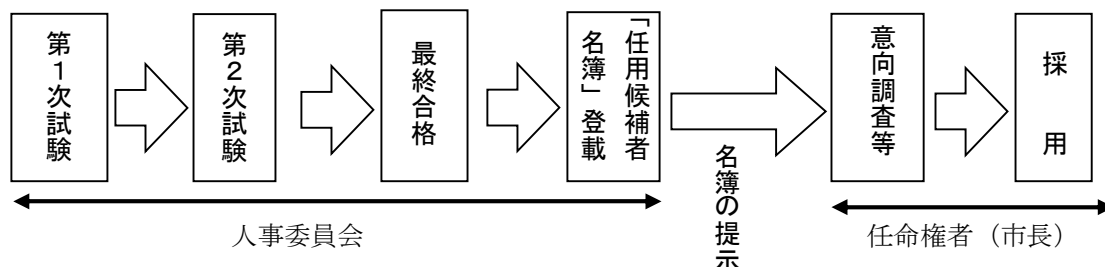 第１次試験
第２次試験
最終合格
「任用候補者
名簿」登載
名簿の提示
意向調査等
採用
人事委員会
任命権者（市長）